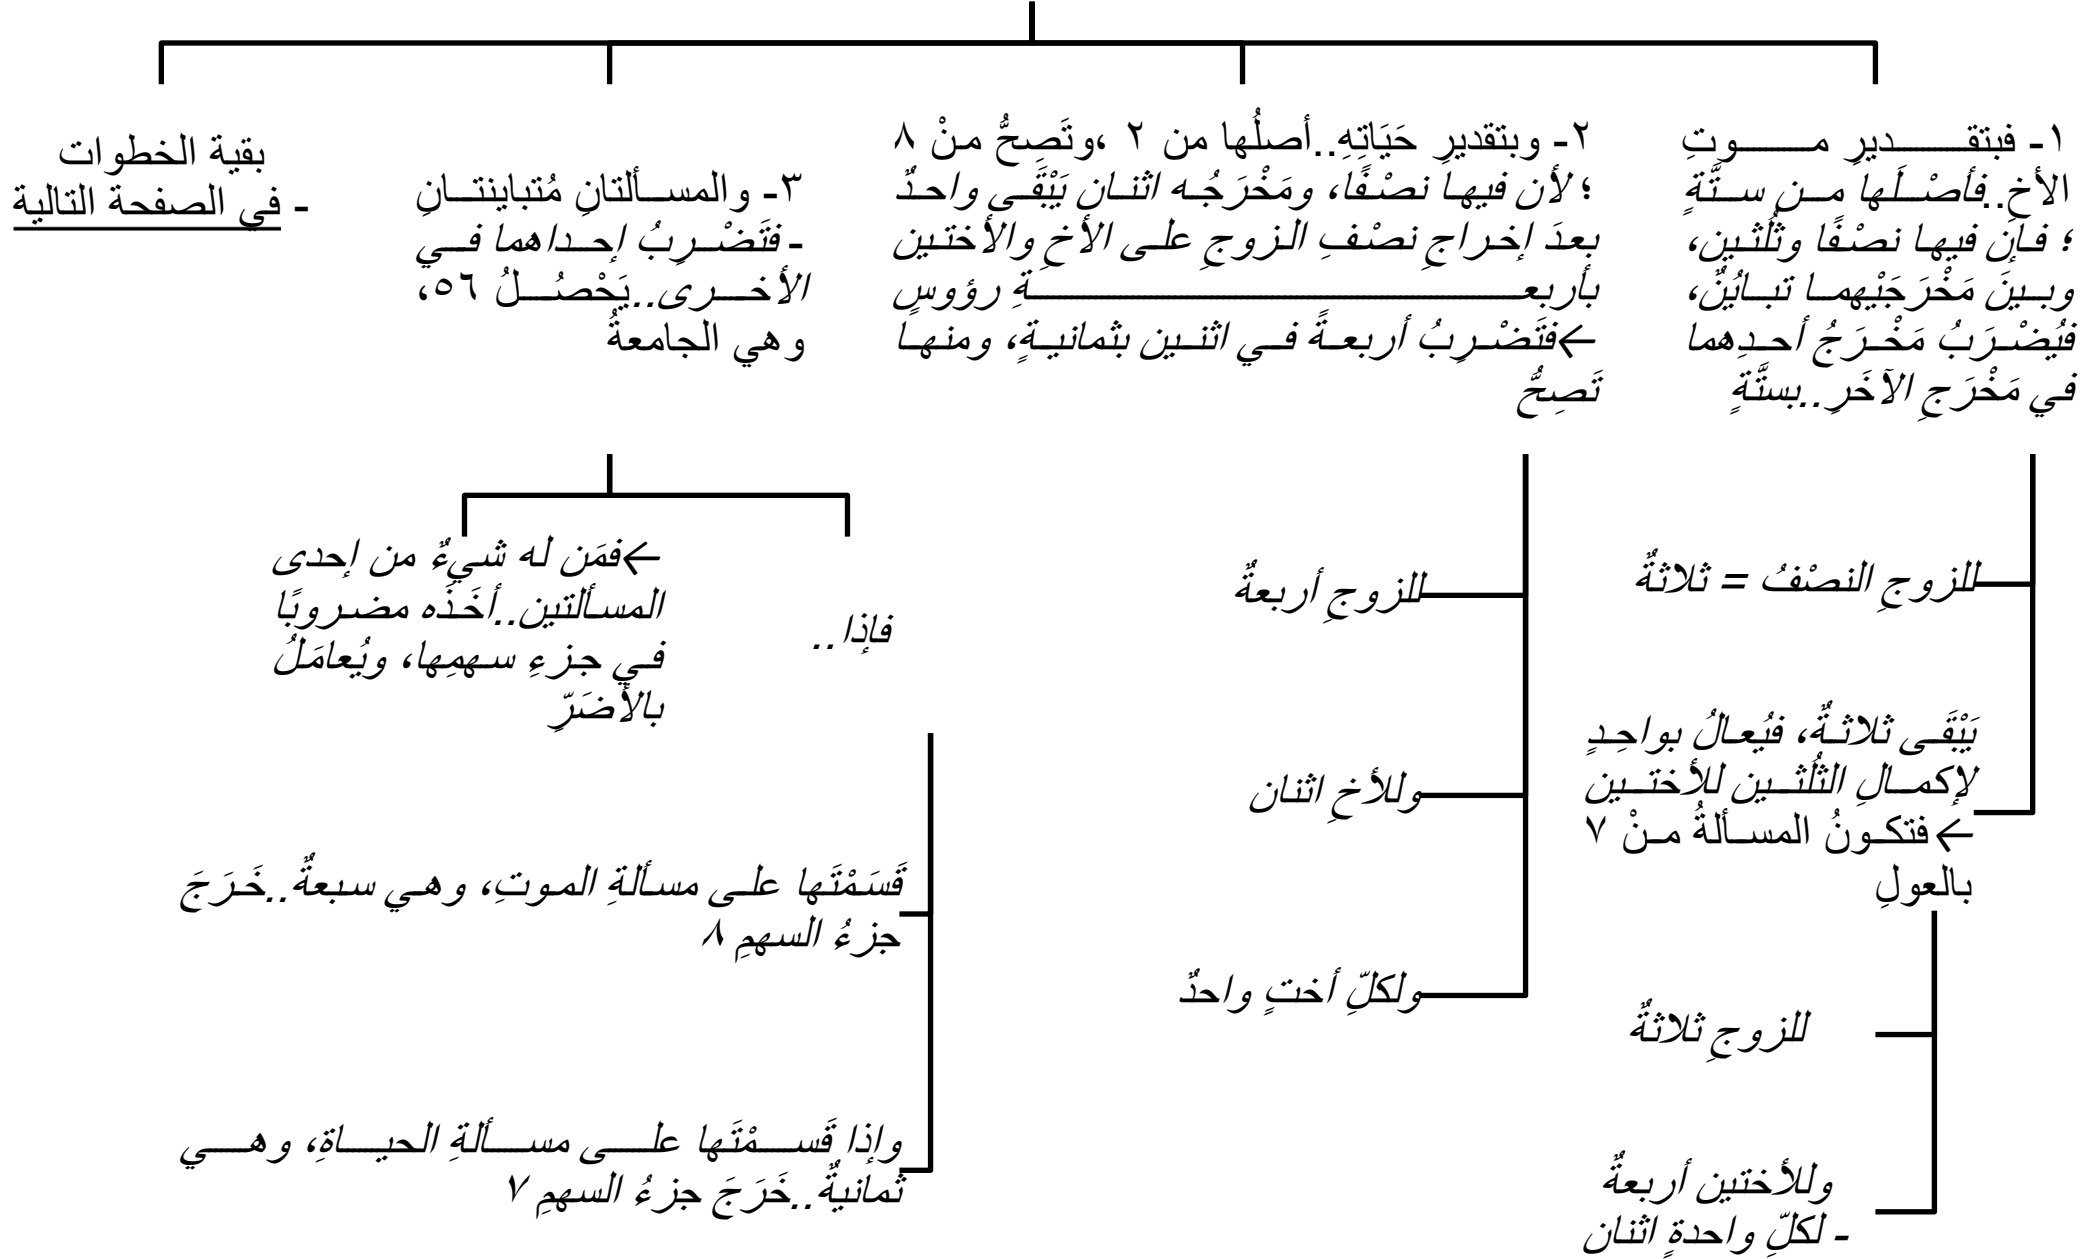 ١- فبتقديرِ موتِ
الأخِ..فأصْلُها من ستَّةٍ
؛ فإن فيها نصْفًا وثُلُثين،
وبينَ مَخْرَجَيْهما تبايُنٌ،
فيُضْرَبُ مَخْرَجُ أحدِهما
في مَخْرَجِ الآخَرِ..بستَّةٍ
للزوجِ النصْفُ = ثلاثةٌ
يَبْقَى ثلاثةٌ، فيُعالُ بواحِدٍ
لإكمالِ الثلُثين للأختين
←فتكونُ المسألةُ منْ ٧
بالعولِ
للزوجِ ثلاثةٌ
وللأختين أربعةٌ
- لكلّ واحدةٍ اثنان
٢- وبتقديرِ حَيَاتِهِ..أصلُها من ٢ ،وتَصِحُّ منْ ٨
؛ لأن فيها نصْفًا، ومَخْرَجُه اثنان يَبْقَى واحدٌ
بعدَ إخراجِ نصْفِ الزوجِ على الأخِ والأختين
بأربعةِ رؤوسٍ
←فتَضْرِبُ أربعةً في اثنين بثمانيةٍ، ومنها
تَصِحُّ
للزوجِ أربعةٌ
وللأخِ اثنان
ولكلّ أختٍ واحدٌ
٣- والمسألتانِ مُتباينتانِ
- فتَضْرِبُ إحداهما في
الأخرى..يَحْصُلُ ٥٦،
وهي الجامعةُ
فإذا..
قَسَمْتَها على مسألةِ الموتِ، وهي سبعةٌ..خَرَجَ
جزءُ السهمِ ٨
وإذا قَسمْتَها على مسألةِ الحياةِ، وهي
ثمانيةٌ..خَرَجَ جزءُ السهمِ ٧
←فمَن له شيءٌ من إحدى
المسألتين..أخَذَه مضروبًا
في جزءِ سهمِها، ويُعامَلُ
بالأضَرّ
بقية الخطوات
- في الصفحة التالية